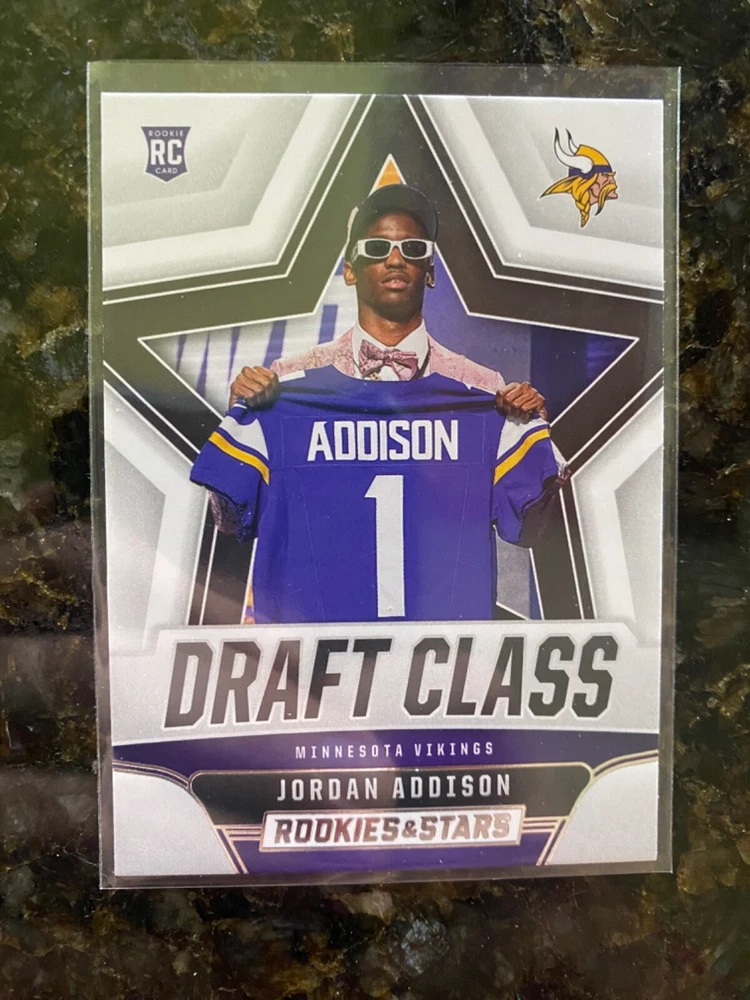 ROOKIE
RC
CARD
ADDISON
1
DRAFT CLASS
MINNESOTA VIKINGS
JORDAN ADDISON
ROOKIES & STARS